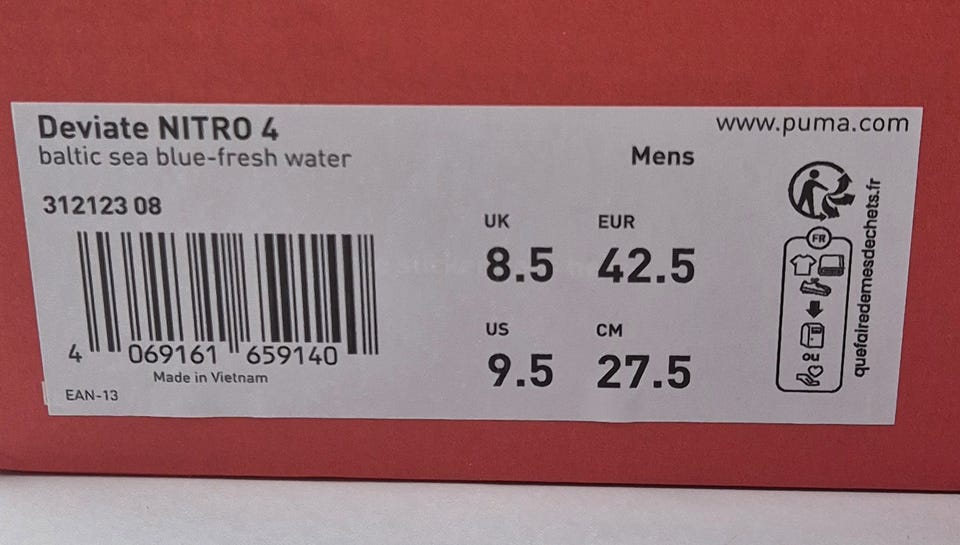 Deviate NITRO 4
baltic sea blue-fresh water
312123 08
4 069161 659140
Made in Vietnam
EAN-13
www.puma.com
Mens
UK EUR
8.5 42.5
US CM
9.5 27.5
FR
ou
quefairedemesdechets.fr